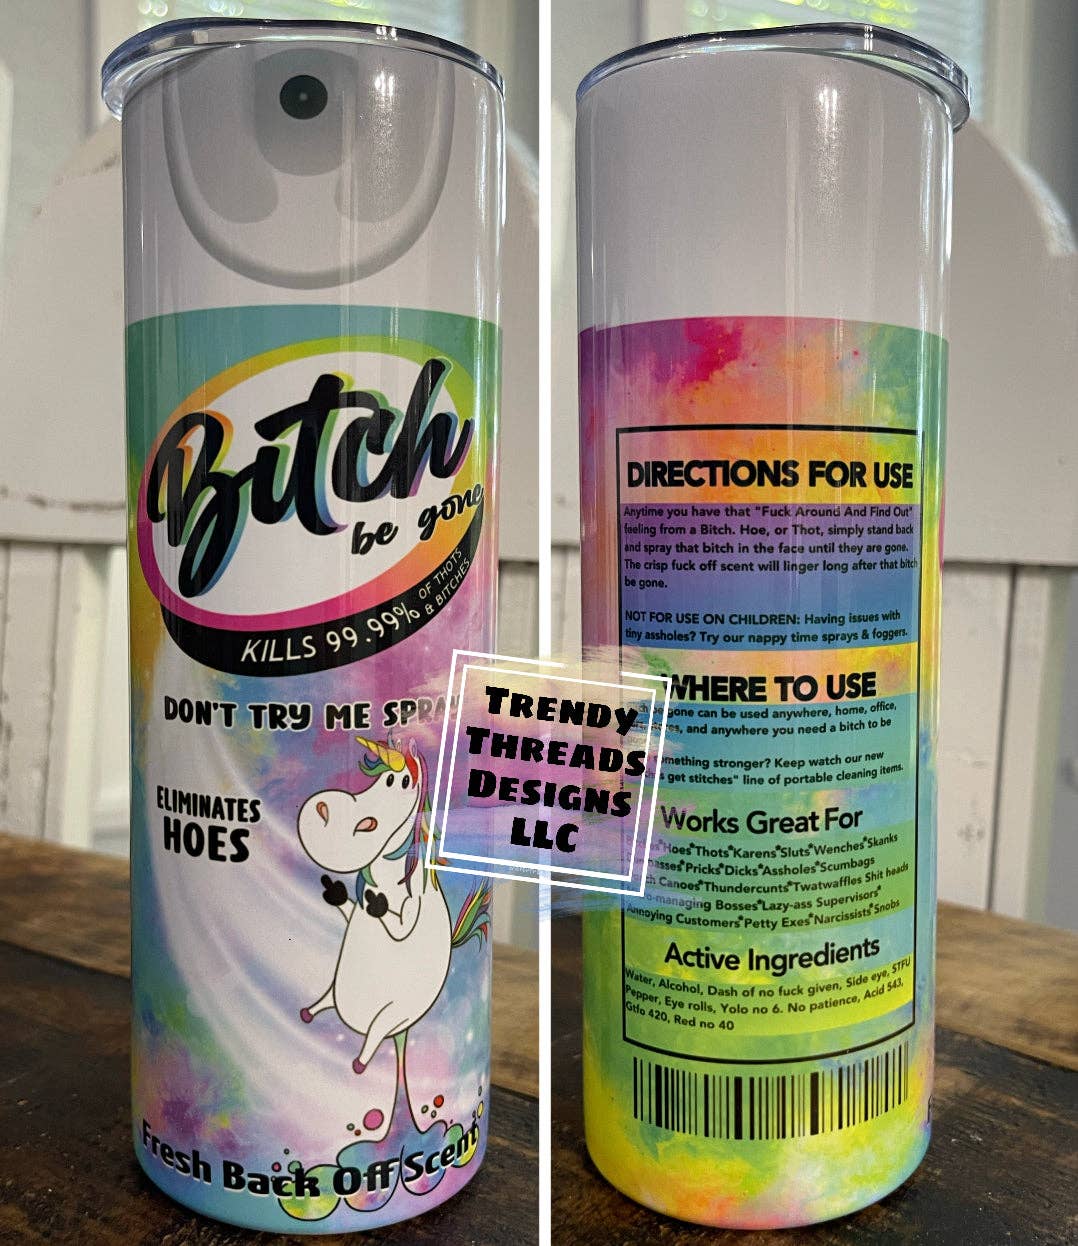 Bitch
be gone
KILLS 99.99% OF THOTS
& BITCHES
DON'T TRY ME SPRAY
ELIMINATES
HOES
Fresh Back Off Scent
TRENDY
THREADS
DESIGNS
LLC
DIRECTIONS FOR USE
Anytime you have that "Fuck Around And Find Out"
feeling from a Bitch. Hoe, or Thot, simply stand back
and spray that bitch in the face until they are gone.
The crisp fuck off scent will linger long after that bitch
be gone.
NOT FOR USE ON CHILDREN: Having issues with
tiny assholes? Try our nappy time sprays & foggers.
WHERE TO USE
gone can be used anywhere, home, office,
and anywhere you need a bitch to be
something stronger? Keep watch our new
get stitches" line of portable cleaning items.
Works Great For
*Hoes*Thots*Karens*Sluts*Wenches*Skanks
*Pricks*Dicks*Assholes*Scumbags
Canoes*Thundercunts*Twatwaffles Shit heads
managing Bosses*Lazy-ass Supervisors*
Annoying Customers*Petty Exes*Narcissists*Snobs
Active Ingredients
Water, Alcohol, Dash of no fuck given, Side eye, STFU
Pepper, Eye rolls, Yolo no 6. No patience, Acid 543,
Gtfo 420, Red no 40